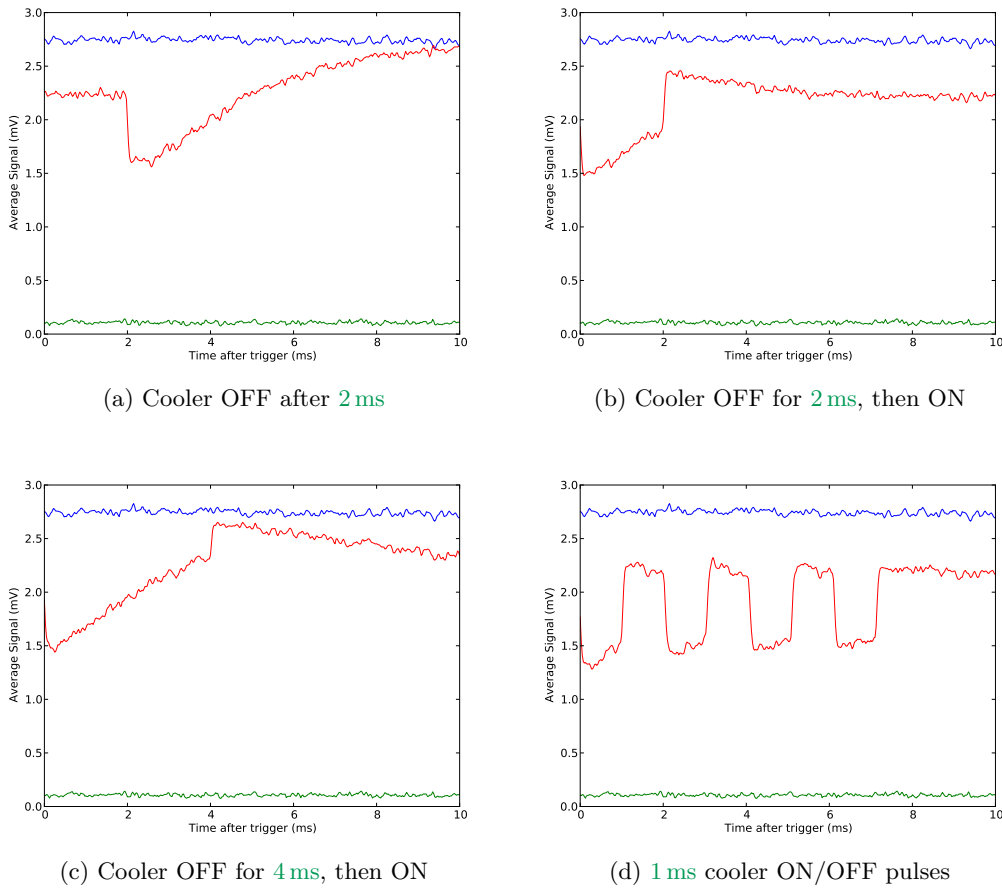 3.0
2.5
2.0
1.5
1.0
0.5
0.0
Average Signal (mV)
0 2 4 6 8 10
Time after trigger (ms)
(a) Cooler OFF after 2 ms
3.0
2.5
2.0
1.5
1.0
0.5
0.0
Average Signal (mV)
0 2 4 6 8 10
Time after trigger (ms)
(b) Cooler OFF for 2 ms, then ON
3.0
2.5
2.0
1.5
1.0
0.5
0.0
Average Signal (mV)
0 2 4 6 8 10
Time after trigger (ms)
(c) Cooler OFF for 4 ms, then ON
3.0
2.5
2.0
1.5
1.0
0.5
0.0
Average Signal (mV)
0 2 4 6 8 10
Time after trigger (ms)
(d) 1 ms cooler ON/OFF pulses